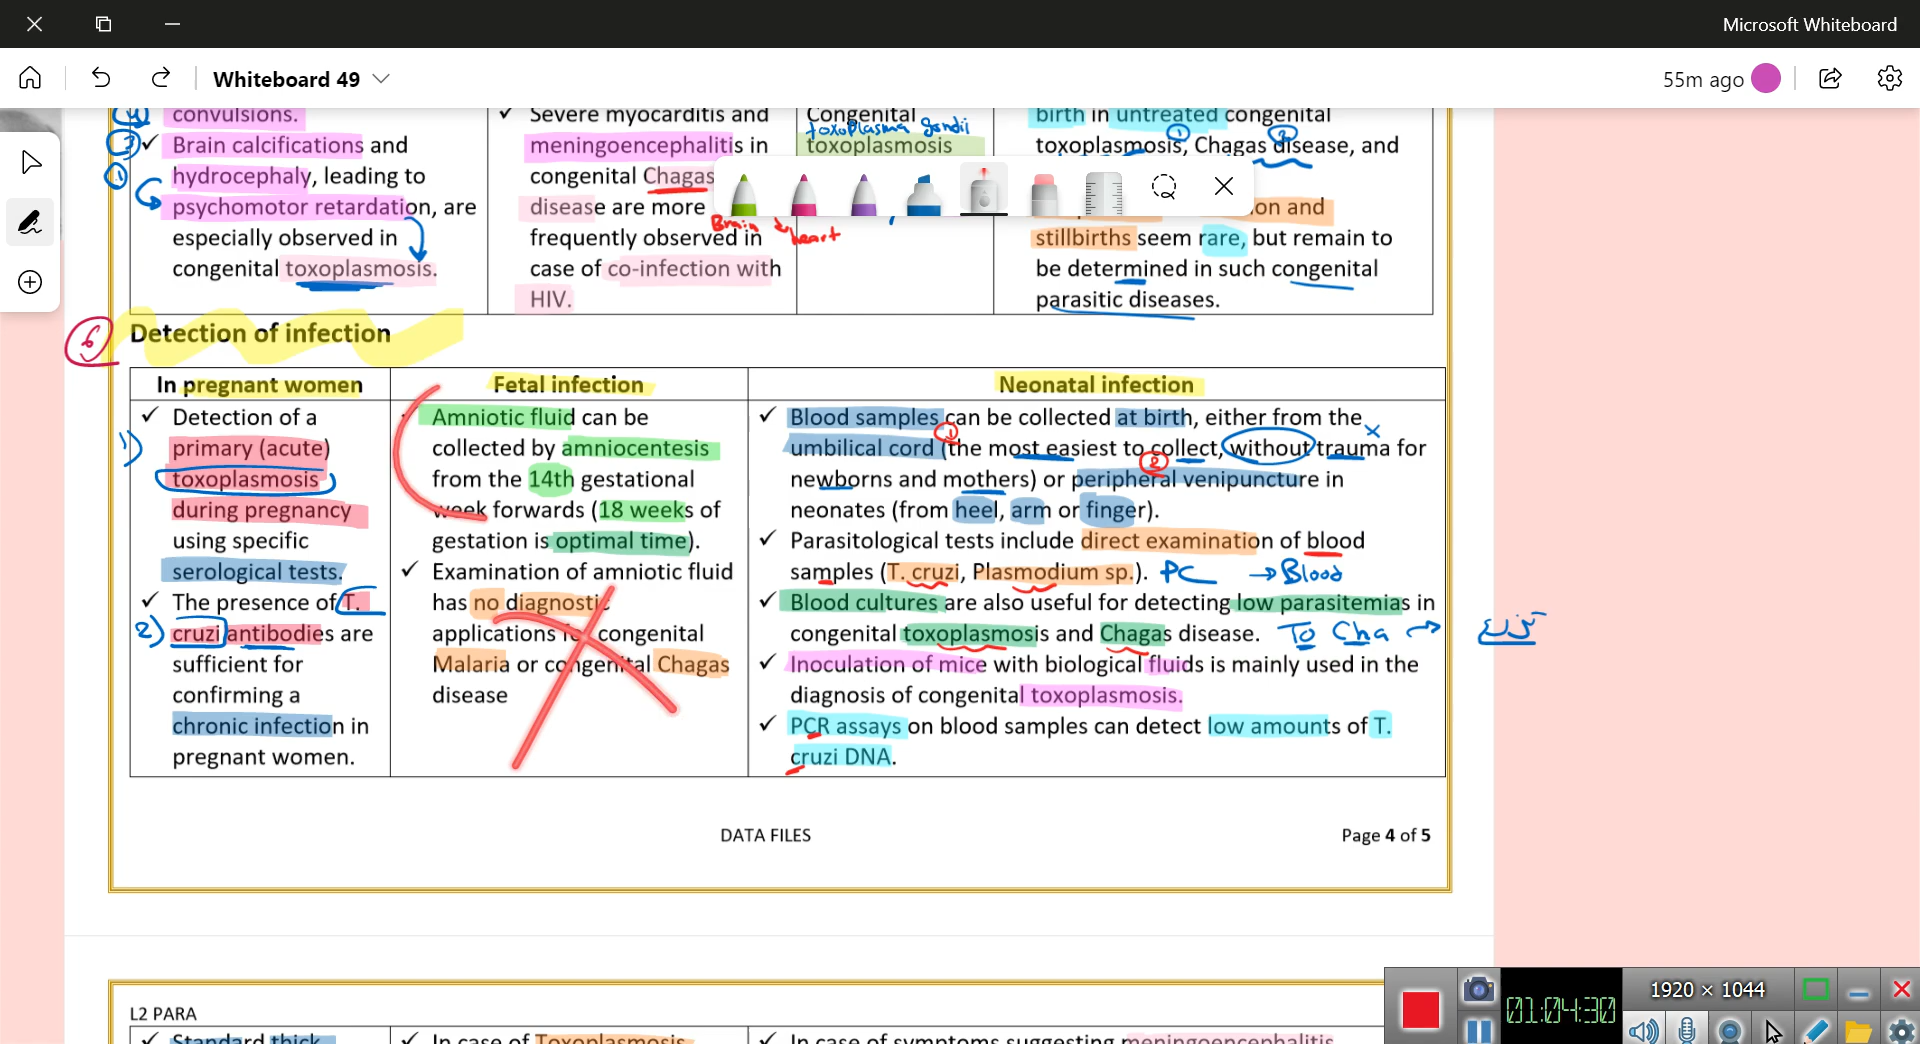 Microsoft Whiteboard
Whiteboard 49
55m ago
convulsions.
Brain calcifications and
hydrocephaly, leading to
psychomotor retardation, are
especially observed in
congenital toxoplasmosis.
Severe myocarditis and
meningoencephalitis in
congenital Chagas
disease are more
Brain
heart
frequently observed in
case of co-infection with
HIV.
Congenital
toxoplasma gondii
toxoplasmosis
birth in untreated congenital
toxoplasmosis, Chagas disease, and
on and
stillbirths seem rare, but remain to
be determined in such congenital
parasitic diseases.
6
Detection of infection
In pregnant women
1)
Detection of a
primary (acute)
toxoplasmosis
during pregnancy
using specific
serological tests.
The presence of T.
2) cruzi antibodies are
sufficient for
confirming a
chronic infection in
pregnant women.
Fetal infection
Amniotic fluid can be
collected by amniocentesis
from the 14th gestational
week forwards (18 weeks of
gestation is optimal time).
Examination of amniotic fluid
has no diagnostic
applications for congenital
Malaria or congenital Chagas
disease
Neonatal infection
Blood samples can be collected at birth, either from the
umbilical cord (the most easiest to collect, without trauma for
newborns and mothers) or peripheral venipuncture in
neonates (from heel, arm or finger).
Parasitological tests include direct examination of blood
samples (T. cruzi, Plasmodium sp.). PC → Blood
Blood cultures are also useful for detecting low parasitemias in
congenital toxoplasmosis and Chagas disease. To Cha →
Inoculation of mice with biological fluids is mainly used in the
diagnosis of congenital toxoplasmosis.
PCR assays on blood samples can detect low amounts of T.
cruzi DNA.
DATA FILES
Page 4 of 5
L2 PARA
Standard thick
In case of Toxoplasmosis
In case of symptoms suggesting meningoencephalitis
01:04:30
1920 × 1044